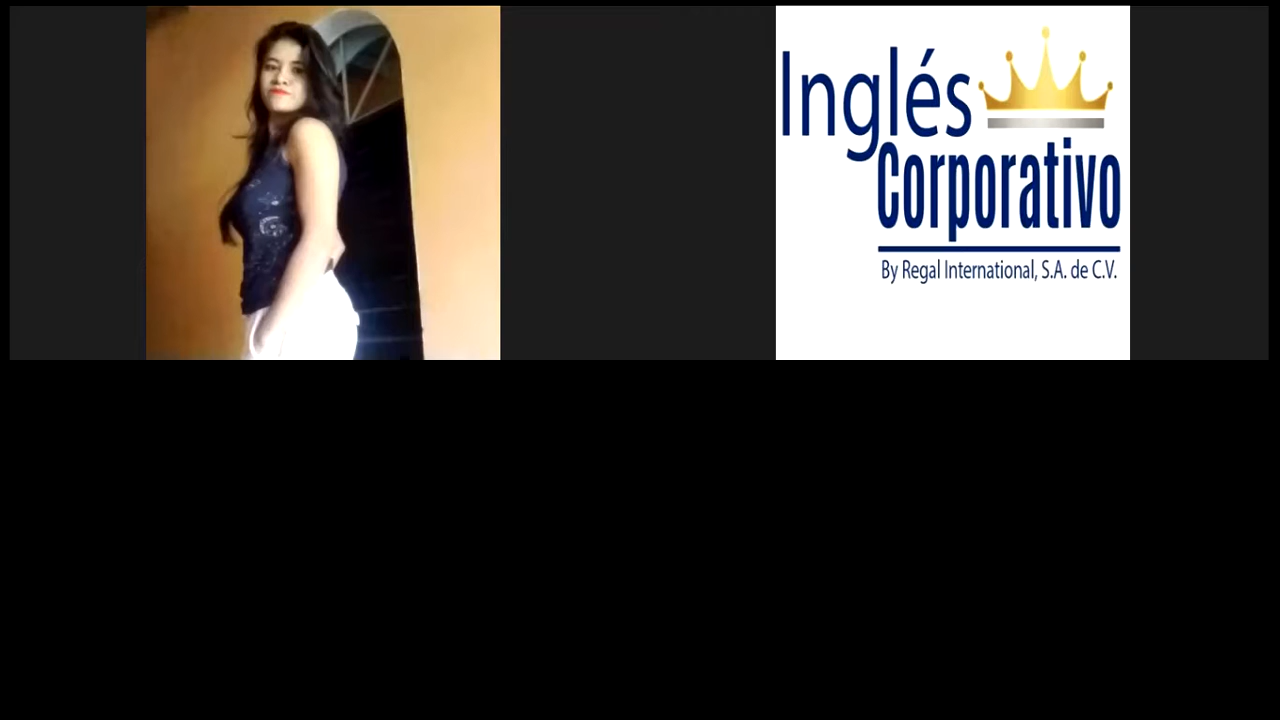 Inglés
Corporativo
By Regal International, S.A. de C.V.